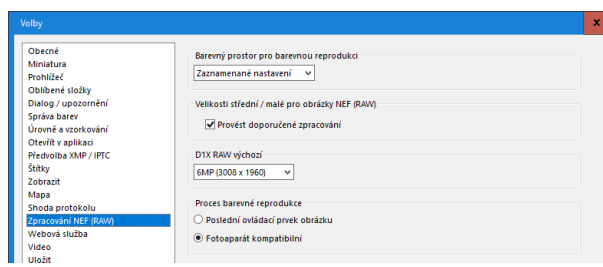 Volby
x
Obecné
Miniatura
Prohlížeč
Oblíbené složky
Dialog / upozornění
Správa barev
Úrovně a vzorkování
Otevřít v aplikaci
Předvolba XMP / IPTC
Štítky
Zobrazit
Mapa
Shoda protokolu
Zpracování NEF (RAW)
Webová služba
Video
Uložit
Barevný prostor pro barevnou reprodukci
Zaznamenané nastavení
Velikosti střední / malé pro obrázky NEF (RAW)
Provést doporučené zpracování
D1X RAW výchozí
6MP (3008 x 1960)
Proces barevné reprodukce
Poslední ovládací prvek obrázku
Fotoaparát kompatibilní